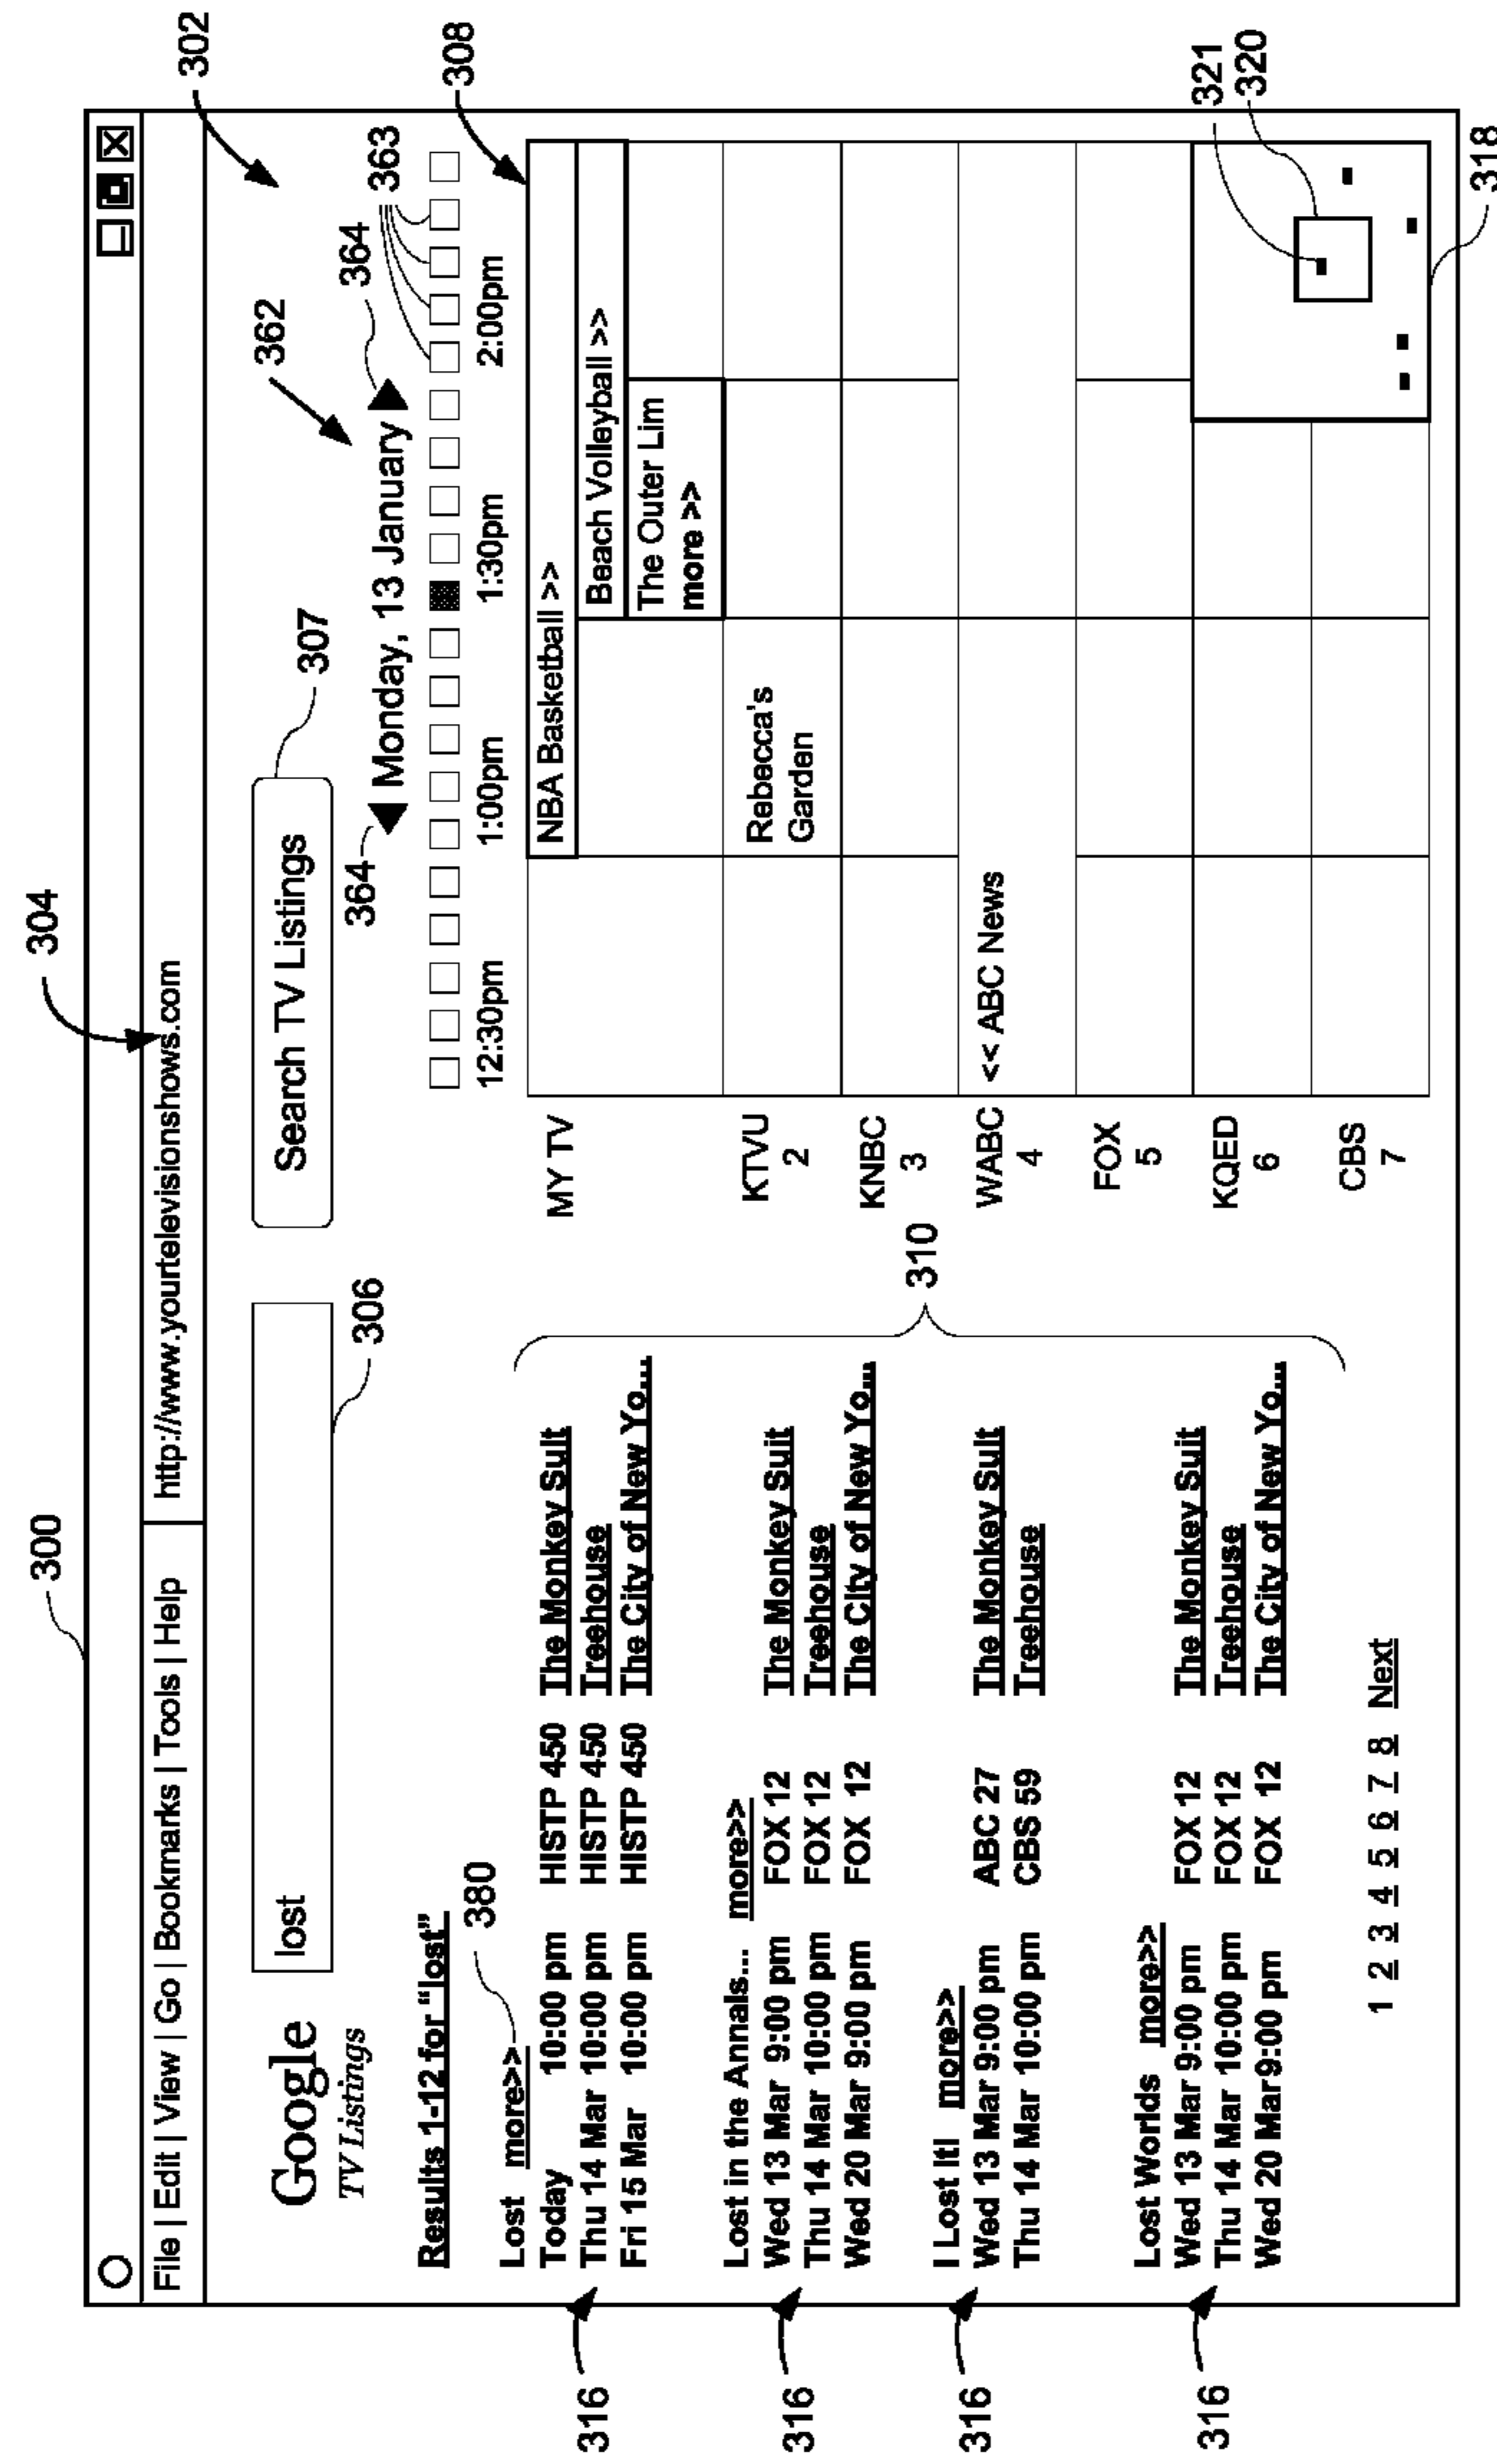 300
304
302
File | Edit | View | Go | Bookmarks | Tools | Help
http://www.yourtelevisionshows.com
Google
TV Listings
lost
306
Search TV Listings
307
362
364
Monday, 13 January
364
363
12:30pm
1:00pm
1:30pm
2:00pm
308
Results 1-12 for "lost"
380
Lost more>>
Today 10:00 pm HISTP 450 The Monkey Suit
Thu 14 Mar 10:00 pm HISTP 450 Treehouse
Fri 15 Mar 10:00 pm HISTP 450 The City of New Yo...
316
Lost in the Annals... more>>
Wed 13 Mar 9:00 pm FOX 12 The Monkey Suit
Thu 14 Mar 10:00 pm FOX 12 Treehouse
Wed 20 Mar 9:00 pm FOX 12 The City of New Yo...
316
I Lost It! more>>
Wed 13 Mar 9:00 pm ABC 27 The Monkey Suit
Thu 14 Mar 10:00 pm CBS 59 Treehouse
316
Lost Worlds more>>
Wed 13 Mar 9:00 pm FOX 12 The Monkey Suit
Thu 14 Mar 10:00 pm FOX 12 Treehouse
Wed 20 Mar9:00 pm FOX 12 The City of New Yo...
316
1 2 3 4 5 6 7 8 Next
310
MY TV
NBA Basketball >>
Beach Volleyball >>
The Outer Lim
more >>
KTVU
2
Rebecca's
Garden
KNBC
3
WABC
4
<< ABC News
FOX
5
KQED
6
CBS
7
321
320
318